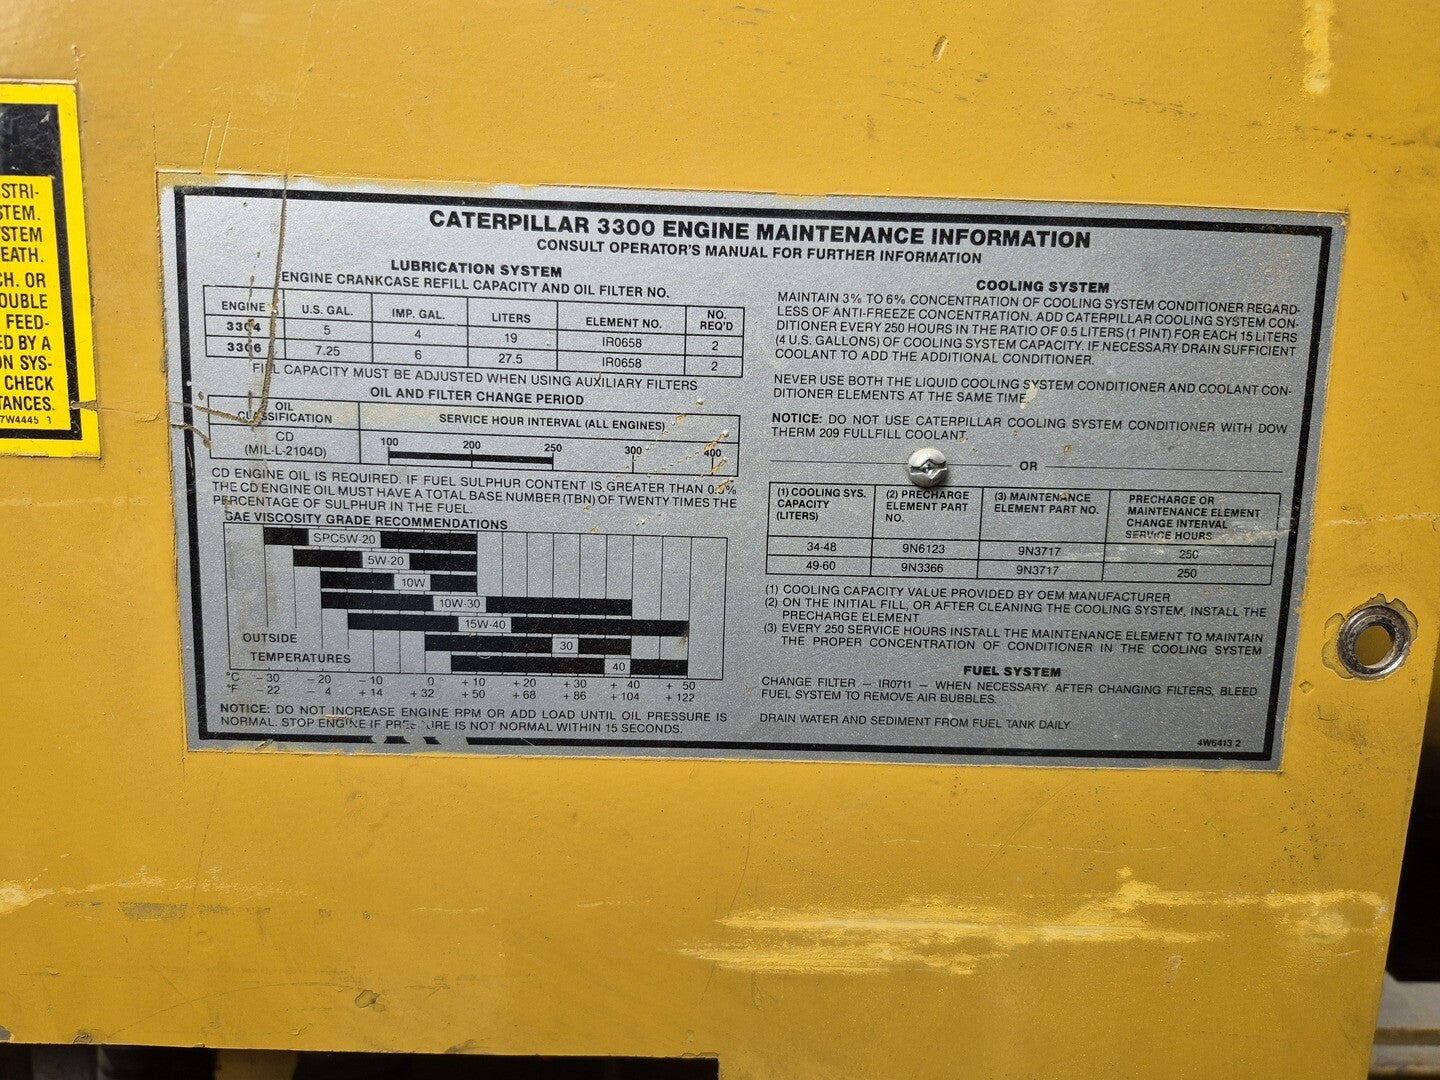 STRI-
STEM.
STEM
EATH.
CH. OR
OUBLE
FEED-
ED BY A
ON SYS-
CHECK
TANCES.
7W4445 1
CATERPILLAR 3300 ENGINE MAINTENANCE INFORMATION
CONSULT OPERATOR'S MANUAL FOR FURTHER INFORMATION
LUBRICATION SYSTEM
ENGINE CRANKCASE REFILL CAPACITY AND OIL FILTER NO.
ENGINE U.S. GAL. IMP. GAL. LITERS ELEMENT NO. NO. REQ'D
3304 5 4 19 IR0658 2
3306 7.25 6 27.5 IR0658 2
FILL CAPACITY MUST BE ADJUSTED WHEN USING AUXILIARY FILTERS
OIL AND FILTER CHANGE PERIOD
OIL CLASSIFICATION SERVICE HOUR INTERVAL (ALL ENGINES)
CD (MIL-L-2104D) 100 200 250 300 400
CD ENGINE OIL IS REQUIRED. IF FUEL SULPHUR CONTENT IS GREATER THAN 0.5%
THE CD ENGINE OIL MUST HAVE A TOTAL BASE NUMBER (TBN) OF TWENTY TIMES THE
PERCENTAGE OF SULPHUR IN THE FUEL.
SAE VISCOSITY GRADE RECOMMENDATIONS
SPC5W-20
5W-20
10W
10W-30
15W-40
30
40
OUTSIDE
TEMPERATURES
°C – 30 – 20 – 10 0 + 10 + 20 + 30 + 40 + 50
°F – 22 – 4 + 14 + 32 + 50 + 68 + 86 + 104 + 122
NOTICE: DO NOT INCREASE ENGINE RPM OR ADD LOAD UNTIL OIL PRESSURE IS
NORMAL. STOP ENGINE IF PRESSURE IS NOT NORMAL WITHIN 15 SECONDS.
COOLING SYSTEM
MAINTAIN 3% TO 6% CONCENTRATION OF COOLING SYSTEM CONDITIONER REGARD-
LESS OF ANTI-FREEZE CONCENTRATION. ADD CATERPILLAR COOLING SYSTEM CON-
DITIONER EVERY 250 HOURS IN THE RATIO OF 0.5 LITERS (1 PINT) FOR EACH 15 LITERS
(4 U.S. GALLONS) OF COOLING SYSTEM CAPACITY. IF NECESSARY DRAIN SUFFICIENT
COOLANT TO ADD THE ADDITIONAL CONDITIONER.
NEVER USE BOTH THE LIQUID COOLING SYSTEM CONDITIONER AND COOLANT CON-
DITIONER ELEMENTS AT THE SAME TIME
NOTICE: DO NOT USE CATERPILLAR COOLING SYSTEM CONDITIONER WITH DOW
THERM 209 FULLFILL COOLANT.
OR
(1) COOLING SYS. (2) PRECHARGE (3) MAINTENANCE PRECHARGE OR
CAPACITY ELEMENT PART ELEMENT PART NO. MAINTENANCE ELEMENT
(LITERS) NO. CHANGE INTERVAL
SERVICE HOURS
34-48 9N6123 9N3717 250
49-60 9N3366 9N3717 250
(1) COOLING CAPACITY VALUE PROVIDED BY OEM MANUFACTURER
(2) ON THE INITIAL FILL, OR AFTER CLEANING THE COOLING SYSTEM, INSTALL THE
PRECHARGE ELEMENT
(3) EVERY 250 SERVICE HOURS INSTALL THE MAINTENANCE ELEMENT TO MAINTAIN
THE PROPER CONCENTRATION OF CONDITIONER IN THE COOLING SYSTEM
FUEL SYSTEM
CHANGE FILTER – IR0711 – WHEN NECESSARY. AFTER CHANGING FILTERS, BLEED
FUEL SYSTEM TO REMOVE AIR BUBBLES.
DRAIN WATER AND SEDIMENT FROM FUEL TANK DAILY
4W6413 2